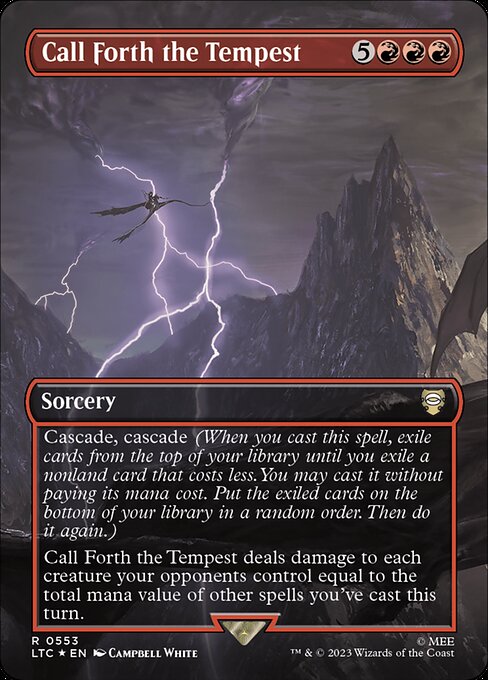 Call Forth the Tempest 5
Sorcery
Cascade, cascade (When you cast this spell, exile
cards from the top of your library until you exile a
nonland card that costs less. You may cast it without
paying its mana cost. Put the exiled cards on the
bottom of your library in a random order. Then do
it again.)
Call Forth the Tempest deals damage to each
creature your opponents control equal to the
total mana value of other spells you've cast this
turn.
R 0553 © MEE
LTC ★ EN Campbell White ™ & © 2023 Wizards of the Coast